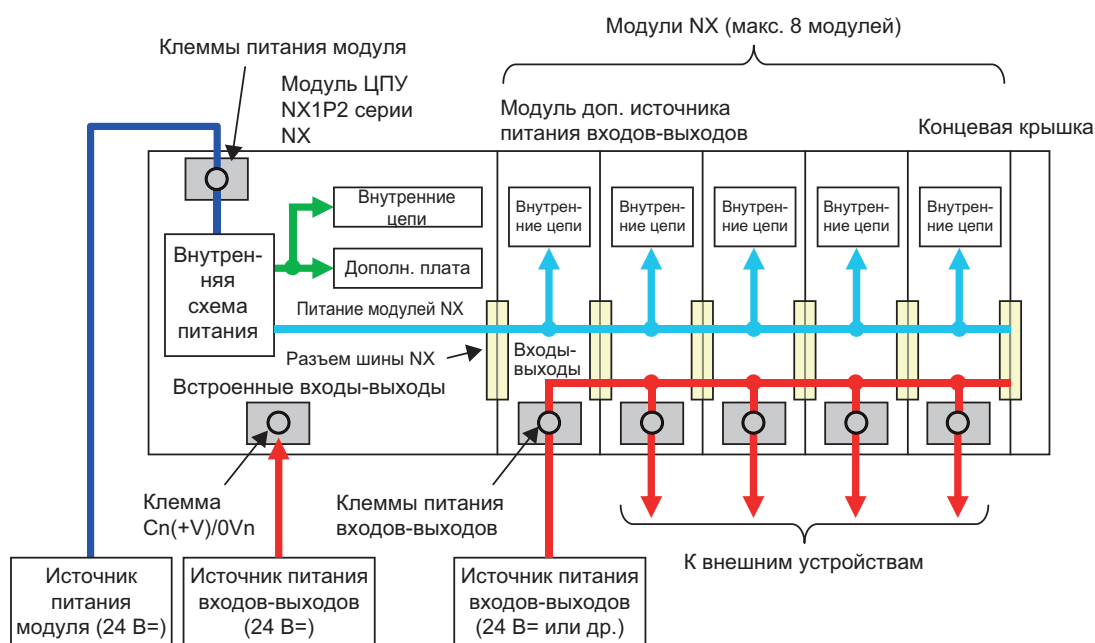 Модули NX (макс. 8 модулей)
Клеммы питания модуля
Модуль ЦПУ
NX1P2 серии
NX
Модуль доп. источника
питания входов-выходов
Концевая крышка
Внутренние
цепи
Дополн. плата
Внутрен-
няя
схема
питания
Внутрен-
ние цепи
Внутрен-
ние цепи
Внутрен-
ние цепи
Внутрен-
ние цепи
Внутрен-
ние цепи
Питание модулей NX
Разъем шины NX
Входы-
выходы
Встроенные входы-выходы
Клемма
Cn(+V)/0Vn
Клеммы питания
входов-выходов
К внешним устройствам
Источник
питания
модуля (24 В=)
Источник питания
входов-выходов
(24 В=)
Источник питания
входов-выходов
(24 В= или др.)